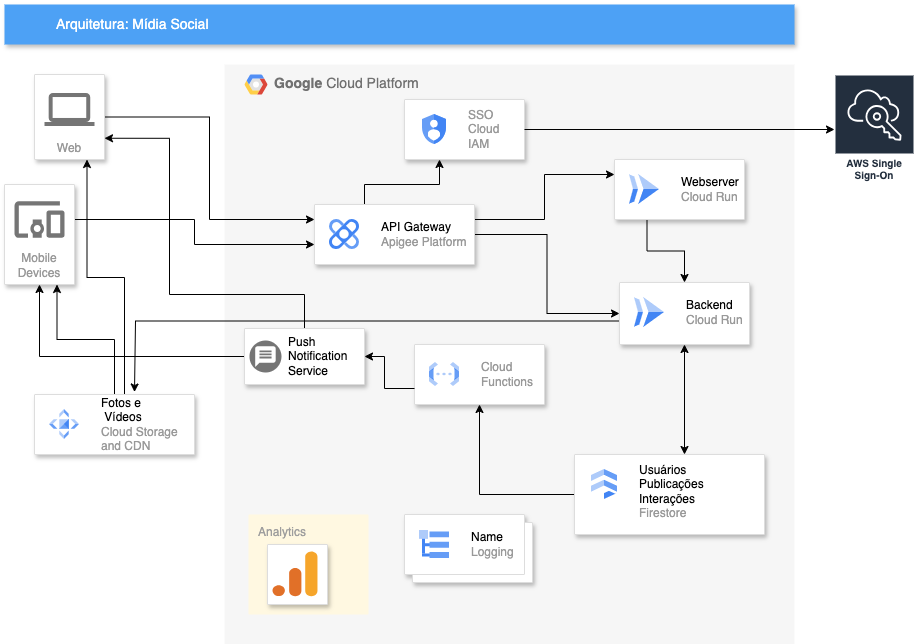 Arquitetura: Mídia Social
Google Cloud Platform
Web
SSO
Cloud
IAM
AWS Single
Sign-On
Mobile
Devices
API Gateway
Apigee Platform
Webserver
Cloud Run
Backend
Cloud Run
Push
Notification
Service
Cloud
Functions
Fotos e
Vídeos
Cloud Storage
and CDN
Usuários
Publicações
Interações
Firestore
Analytics
Name
Logging